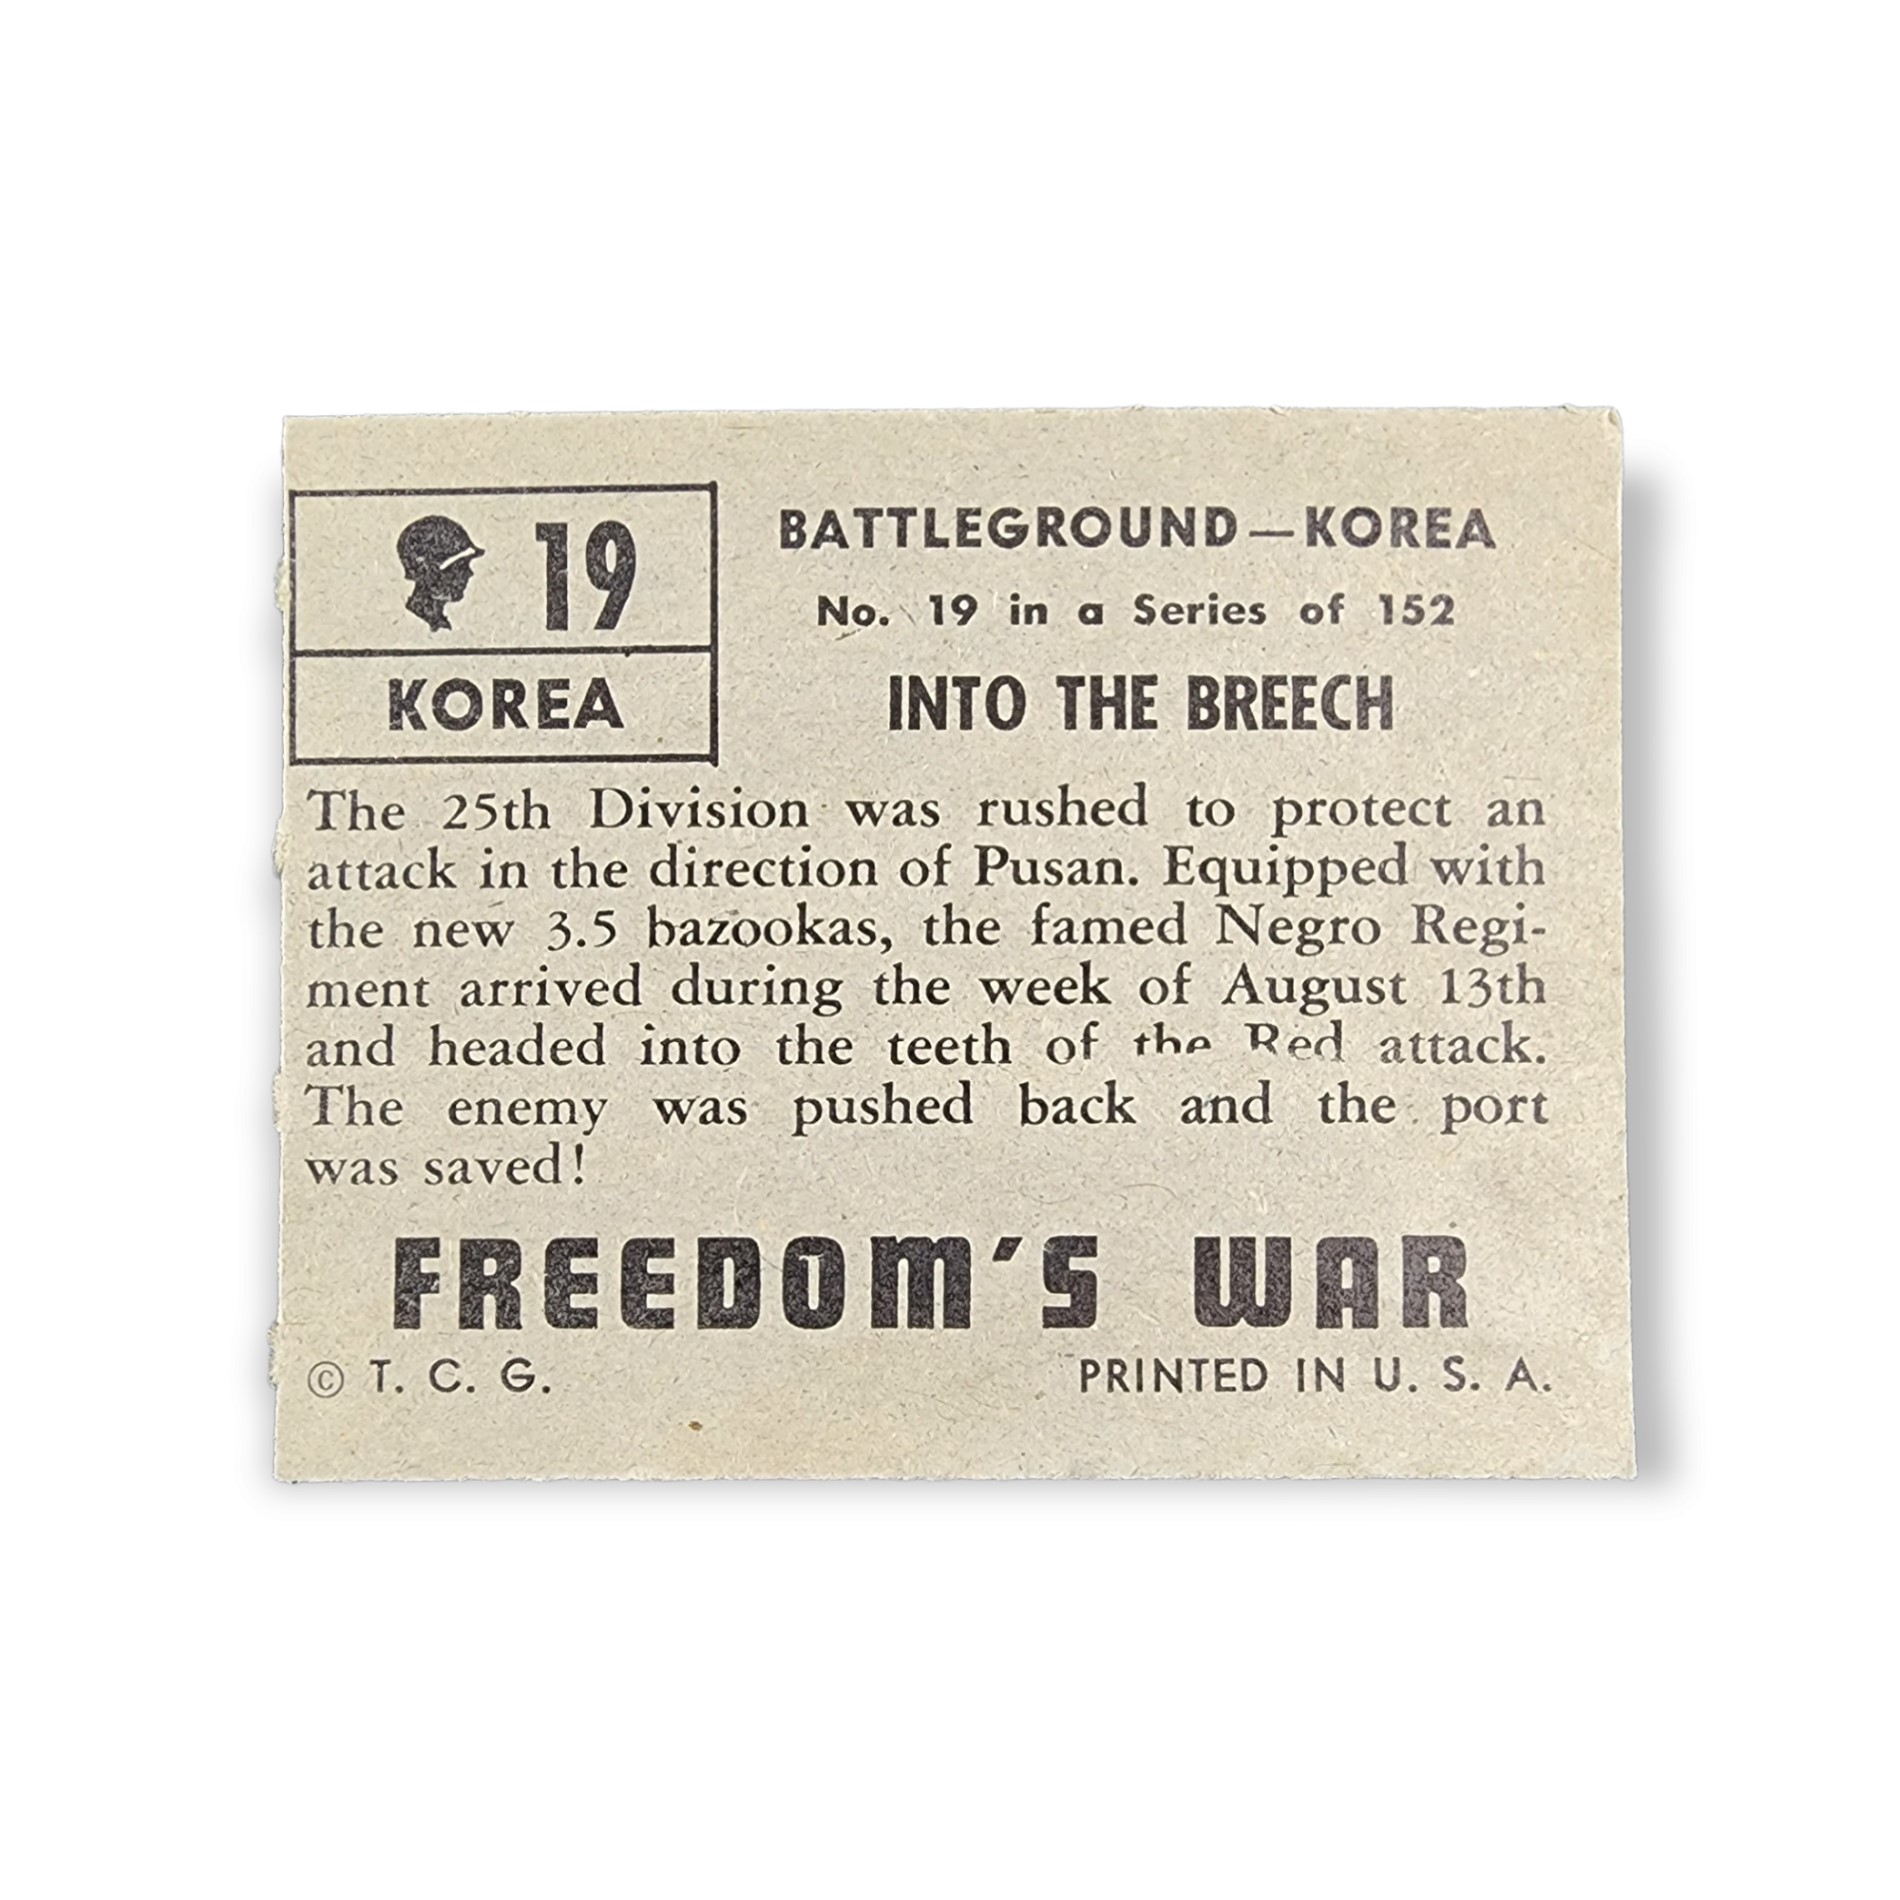 19
KOREA
BATTLEGROUND—KOREA
No. 19 in a Series of 152
INTO THE BREECH
The 25th Division was rushed to protect an
attack in the direction of Pusan. Equipped with
the new 3.5 bazookas, the famed Negro Regi-
ment arrived during the week of August 13th
and headed into the teeth of the Red attack.
The enemy was pushed back and the port
was saved!
FREEDOM'S WAR
© T. C. G.
PRINTED IN U. S. A.